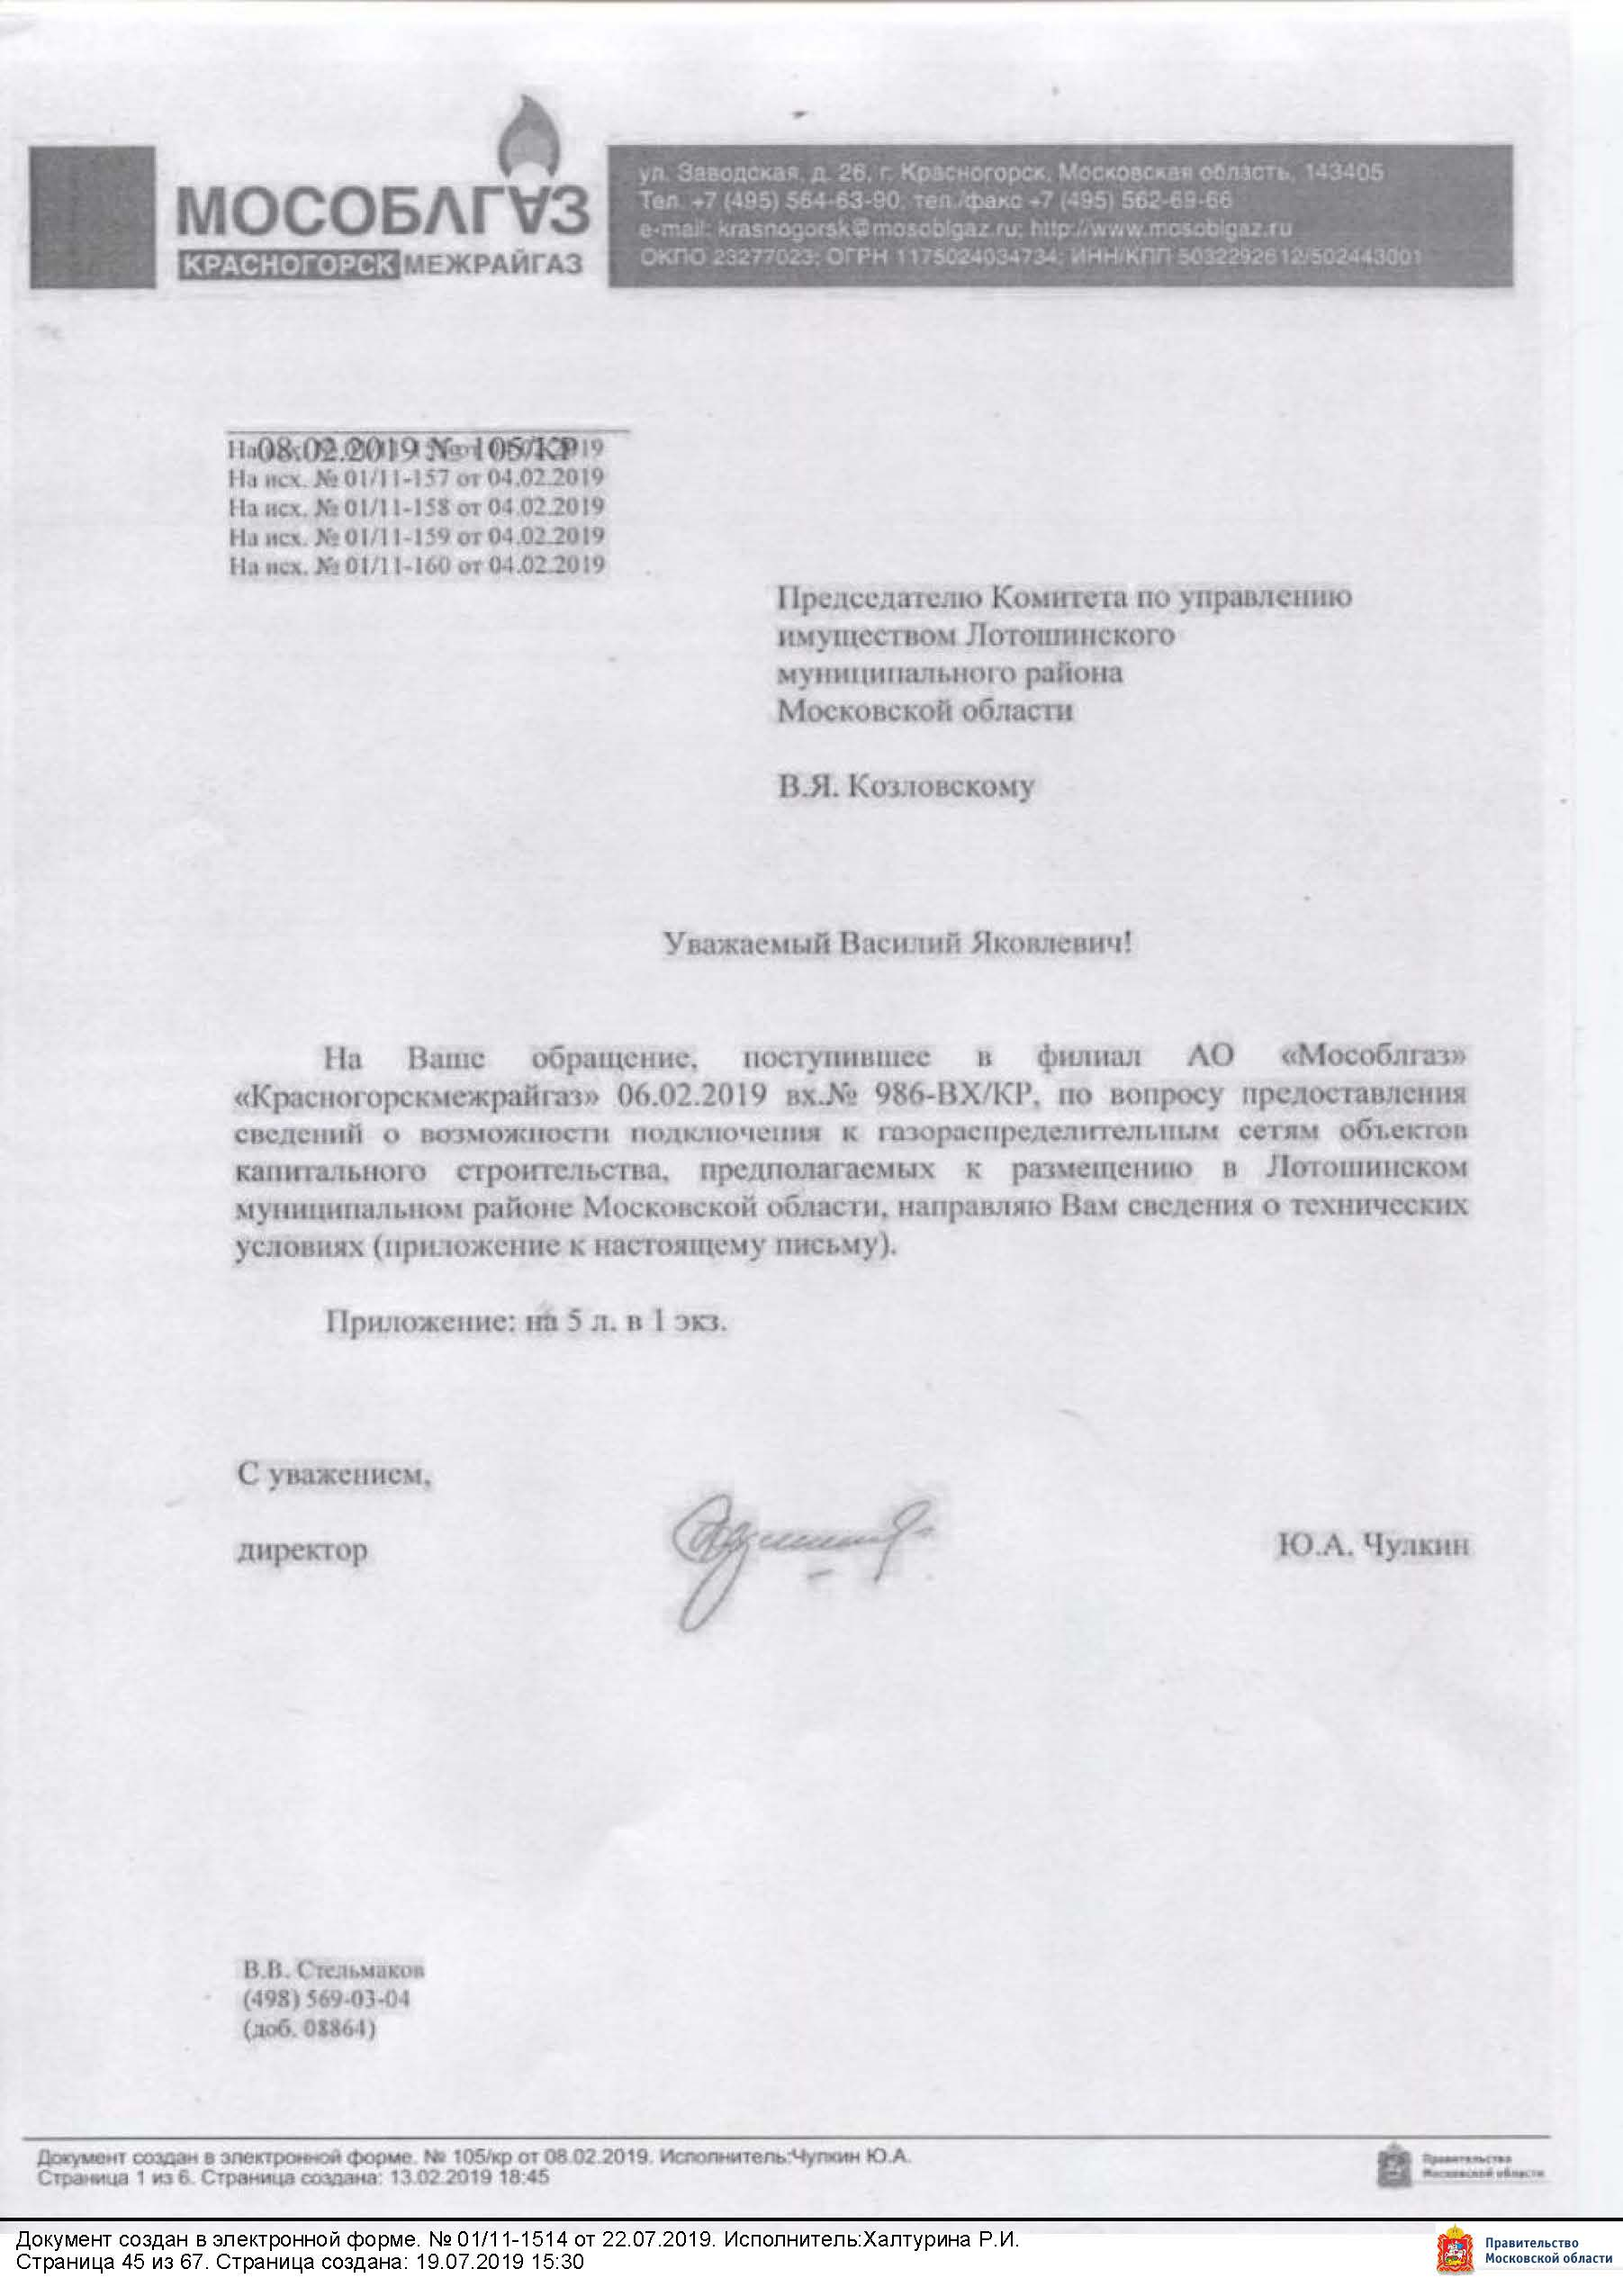 МОСОБЛГАЗ
КРАСНОГОРСКМЕЖРАЙГАЗ
ул. Заводская, д. 26, г. Красногорск, Московская область, 143405
Тел. +7 (495) 564-63-90; тел./факс +7 (495) 562-69-66
e-mail: krasnogorsk@mosoblgaz.ru; http://www.mosoblgaz.ru
ОКПО 23277023; ОГРН 1175024034734; ИНН/КПП 5032292612/502443001
08.02.2019 № 105/КР
На исх. № 01/11-157 от 04.02.2019
На исх. № 01/11-158 от 04.02.2019
На исх. № 01/11-159 от 04.02.2019
На исх. № 01/11-160 от 04.02.2019
Председателю Комитета по управлению
имуществом Лотошинского
муниципального района
Московской области
В.Я. Козловскому
Уважаемый Василий Яковлевич!
На Ваше обращение, поступившее в филиал АО «Мособлгаз»
«Красногорскмежрайгаз» 06.02.2019 вх.№ 986-ВХ/КР, по вопросу предоставления
сведений о возможности подключения к газораспределительным сетям объектов
капитального строительства, предполагаемых к размещению в Лотошинском
муниципальном районе Московской области, направляю Вам сведения о технических
условиях (приложение к настоящему письму).
Приложение: на 5 л. в 1 экз.
С уважением,
директор
Ю.А. Чулкин
В.В. Стельмаков
(498) 569-03-04
(доб. 08864)
Документ создан в электронной форме. № 105/кр от 08.02.2019. Исполнитель:Чулкин Ю.А.
Страница 1 из 6. Страница создана: 13.02.2019 18:45
Правительство
Московской области
Документ создан в электронной форме. № 01/11-1514 от 22.07.2019. Исполнитель:Халтурина Р.И.
Страница 45 из 67. Страница создана: 19.07.2019 15:30
Правительство
Московской области